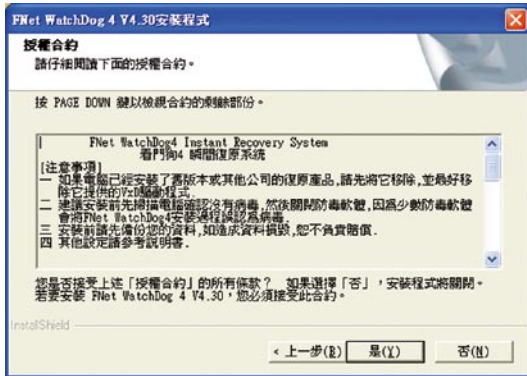 FNet WatchDog 4 V4.30安裝程式
授權合約
請仔細閱讀下面的授權合約。
按 PAGE DOWN 鍵以檢視合約的剩餘部份。
FNet WatchDog4 Instant Recovery System
看門狗4 瞬間復原系統
[注意事項]
一 如果電腦已經安裝了舊版本或其他公司的復原產品,請先將它移除,並最好移
除它提供的VxD驅動程式.
二 建議安裝前先掃描電腦確認沒有病毒,然後關閉防毒軟體,因為少數防毒軟體
會將FNet WatchDog4安裝過程誤認為病毒.
三 安裝前請先備份您的資料,如造成資料損毀,恕不負責賠償.
四 其他設定請參考說明書.
您是否接受上述「授權合約」的所有條款? 如果選擇「否」,安裝程式將關閉。
若要安裝 FNet WatchDog 4 V4.30,您必須接受此合約。
InstallShield
< 上一步(B)
是(Y)
否(N)